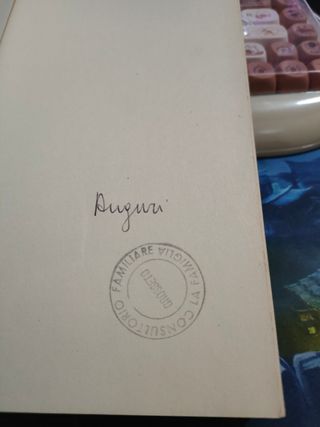 Auguri
CONSULTORIO FAMILIARE "LA FAMIGLIA"
GROSSETO